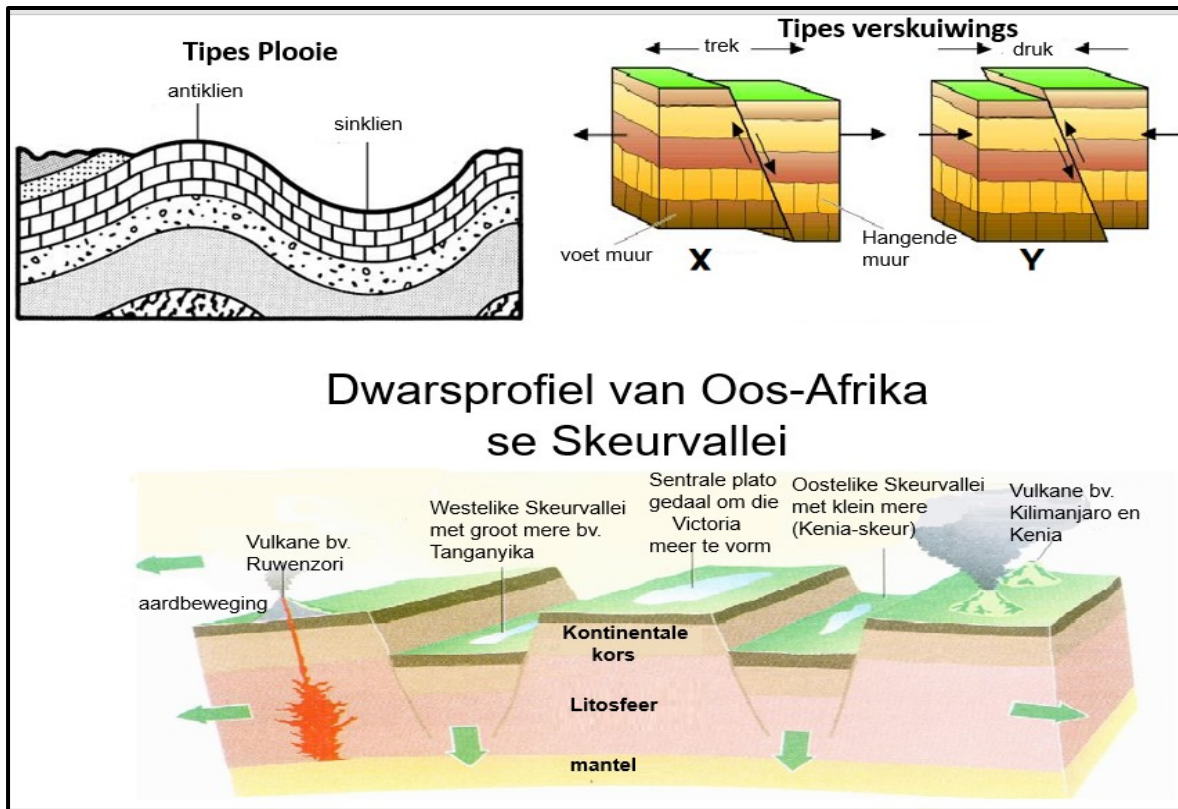 Tipes Plooie
antiklien
sinklien
Tipes verskuiwings
trek
druk
voet muur
X
Hangende
muur
Y
Dwarsprofiel van Oos-Afrika
se Skeurvallei
Vulkane bv.
Ruwenzori
aardbeweging
Westelike Skeurvallei
met groot mere bv.
Tanganyika
Sentrale plato
gedaal om die
Victoria
meer te vorm
Oostelike Skeurvallei
met klein mere
(Kenia-skeur)
Vulkane bv.
Kilimanjaro en
Kenia
Kontinentale
kors
Litosfeer
mantel